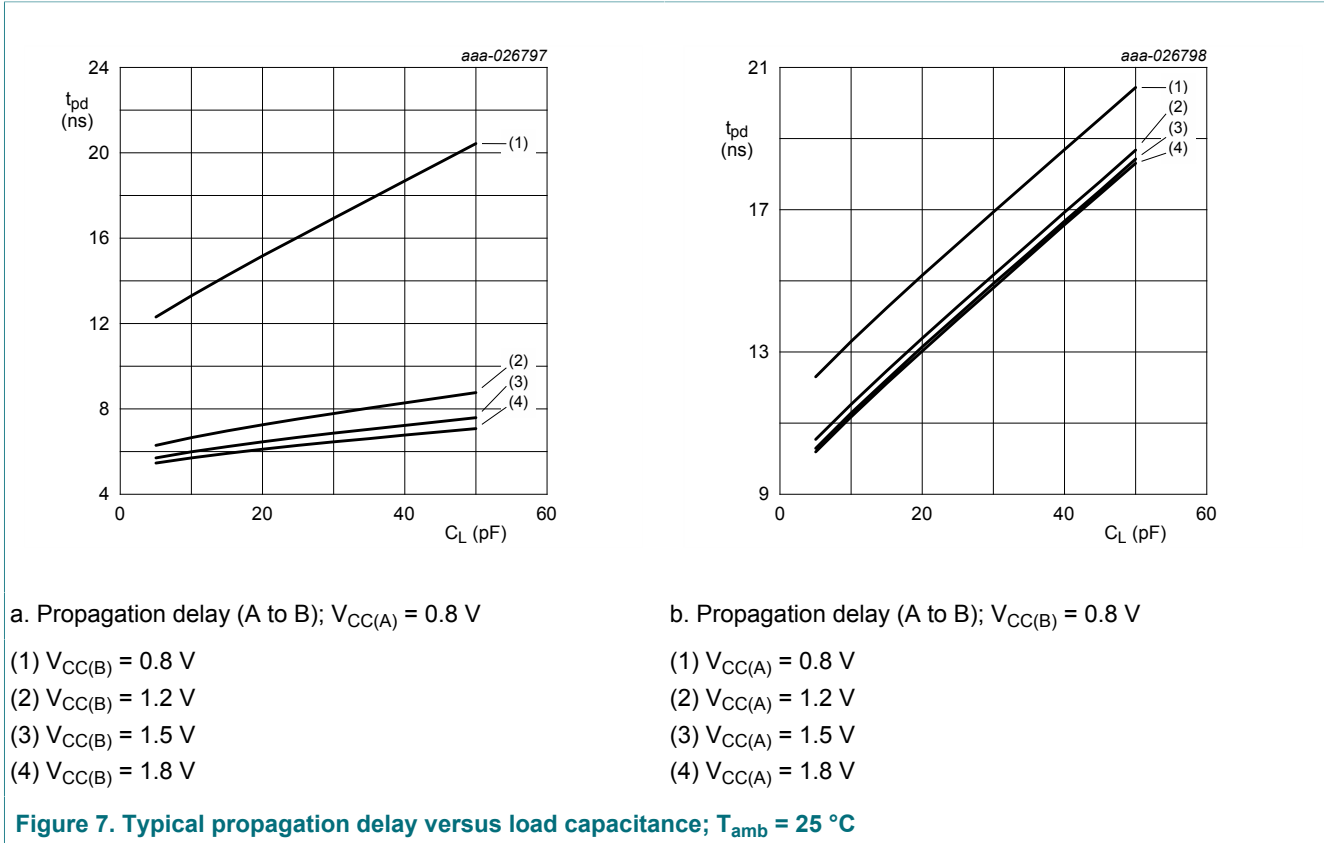 aaa-026797
24
tpd
(ns)
20
16
12
8
4
0
20
40
60
CL (pF)
(1)
(2)
(3)
(4)
aaa-026798
21
tpd
(ns)
17
13
9
0
20
40
60
CL (pF)
(1)
(2)
(3)
(4)
a. Propagation delay (A to B); VCC(A) = 0.8 V
(1) VCC(B) = 0.8 V
(2) VCC(B) = 1.2 V
(3) VCC(B) = 1.5 V
(4) VCC(B) = 1.8 V
b. Propagation delay (A to B); VCC(B) = 0.8 V
(1) VCC(A) = 0.8 V
(2) VCC(A) = 1.2 V
(3) VCC(A) = 1.5 V
(4) VCC(A) = 1.8 V
Figure 7. Typical propagation delay versus load capacitance; Tamb = 25 °C